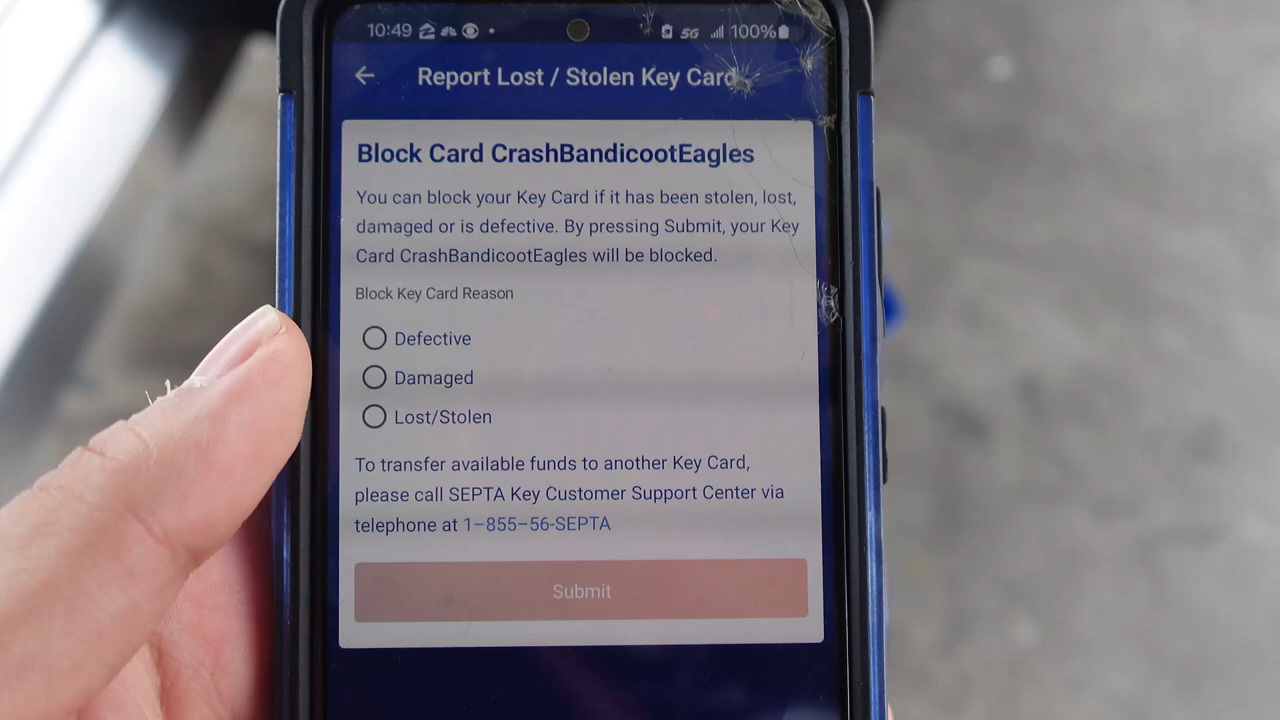 10:49 5G 100%
Report Lost / Stolen Key Card
Block Card CrashBandicootEagles
You can block your Key Card if it has been stolen, lost,
damaged or is defective. By pressing Submit, your Key
Card CrashBandicootEagles will be blocked.
Block Key Card Reason
Defective
Damaged
Lost/Stolen
To transfer available funds to another Key Card,
please call SEPTA Key Customer Support Center via
telephone at 1-855-56-SEPTA
Submit